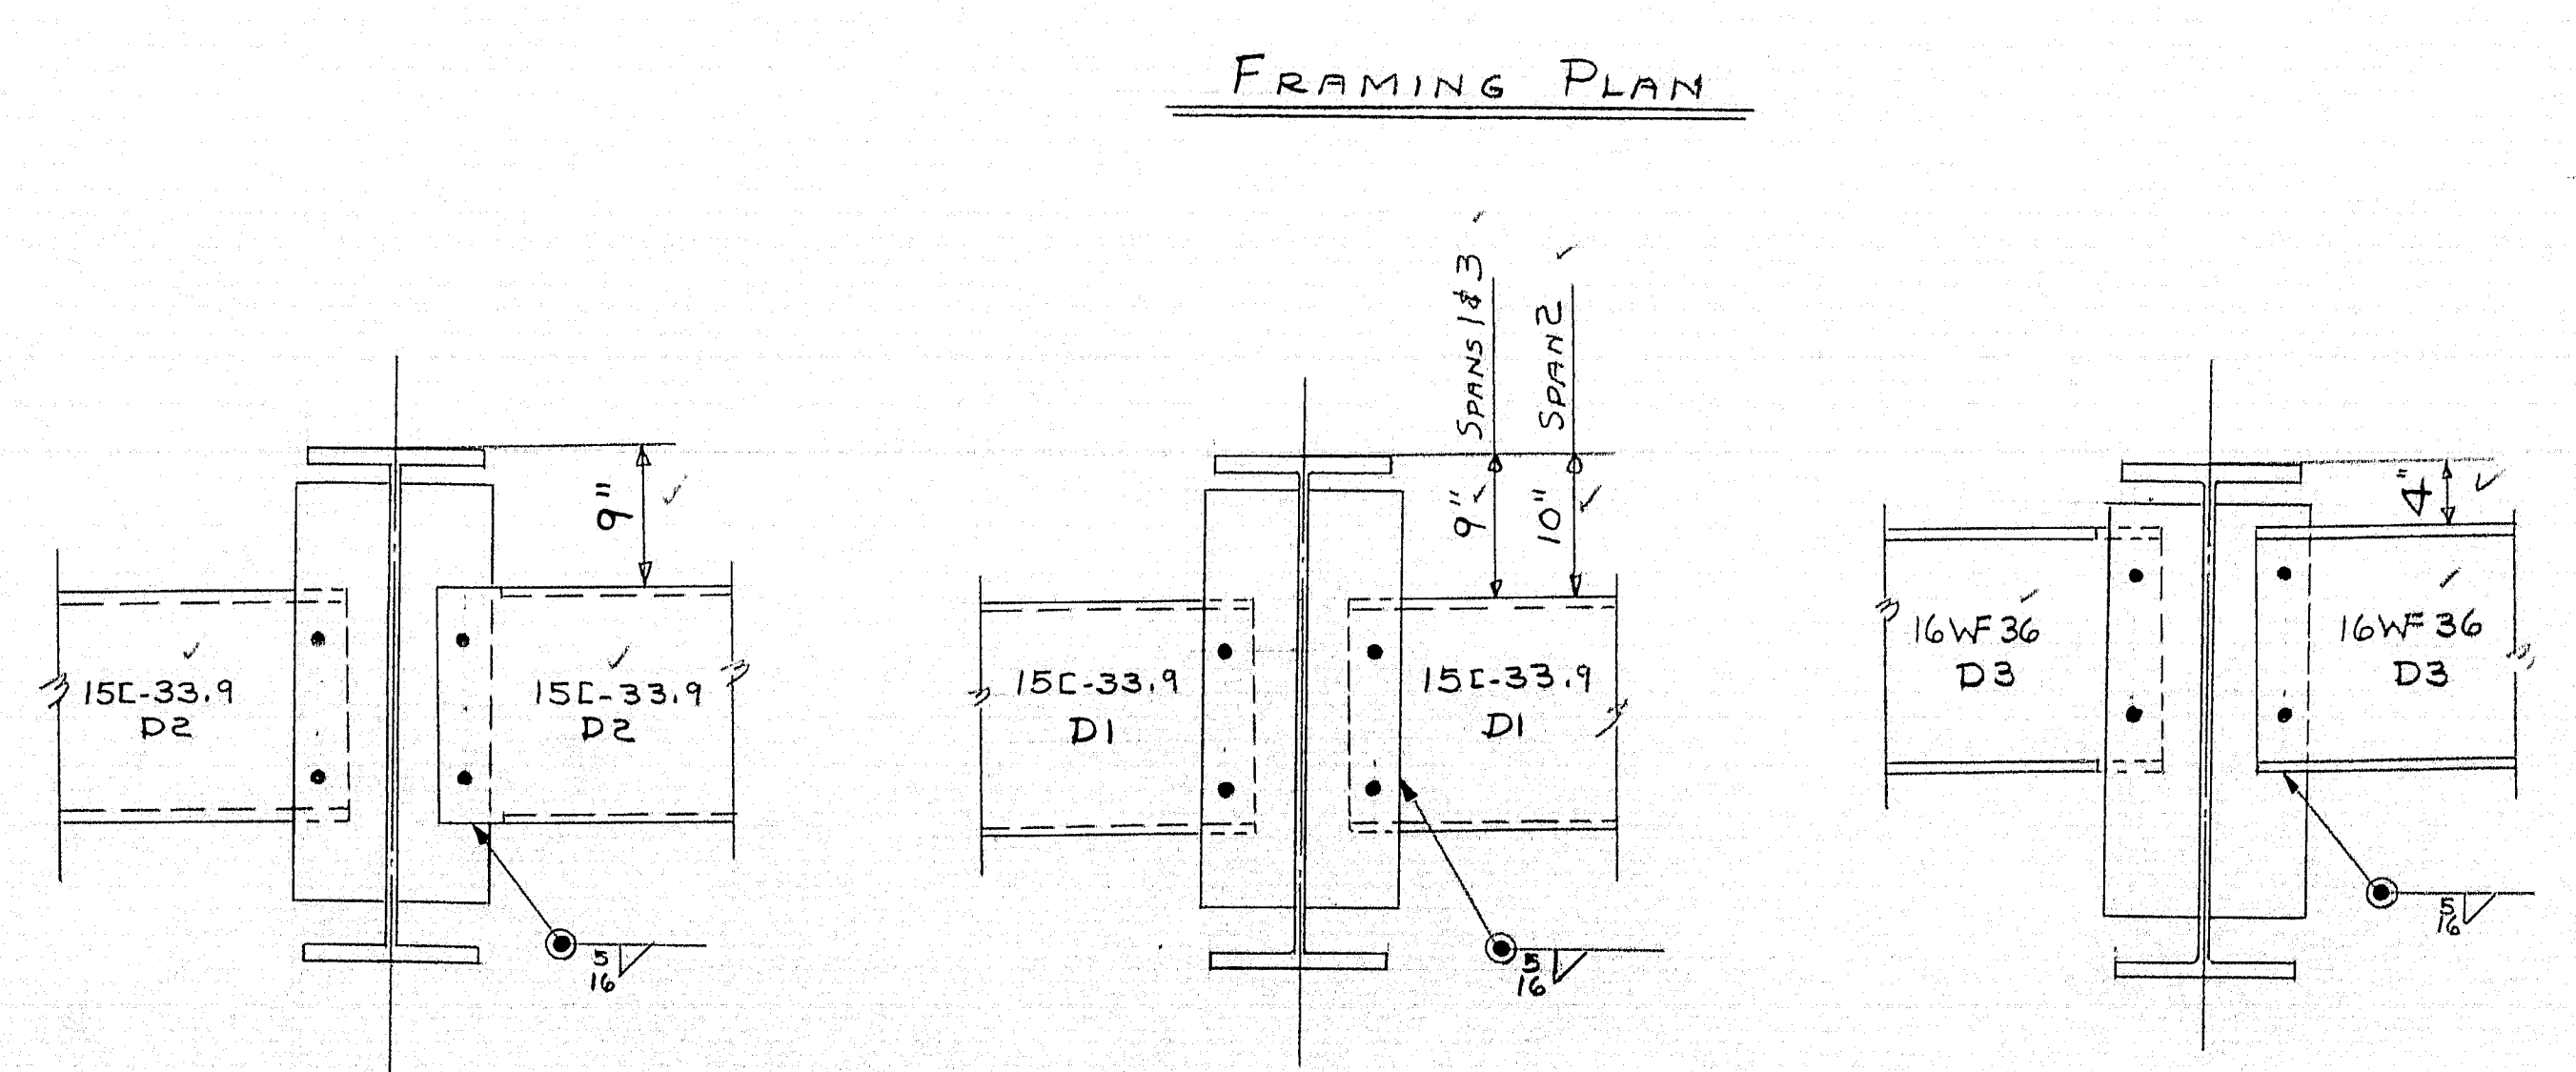 FRAMING PLAN
SPANS 1&3
SPAN 2
9"
9"
10"
4"
15[-33.9
D2
15[-33.9
D2
15[-33.9
D1
15[-33.9
D1
16WF36
D3
16WF36
D3
5
16
5
16
5
16